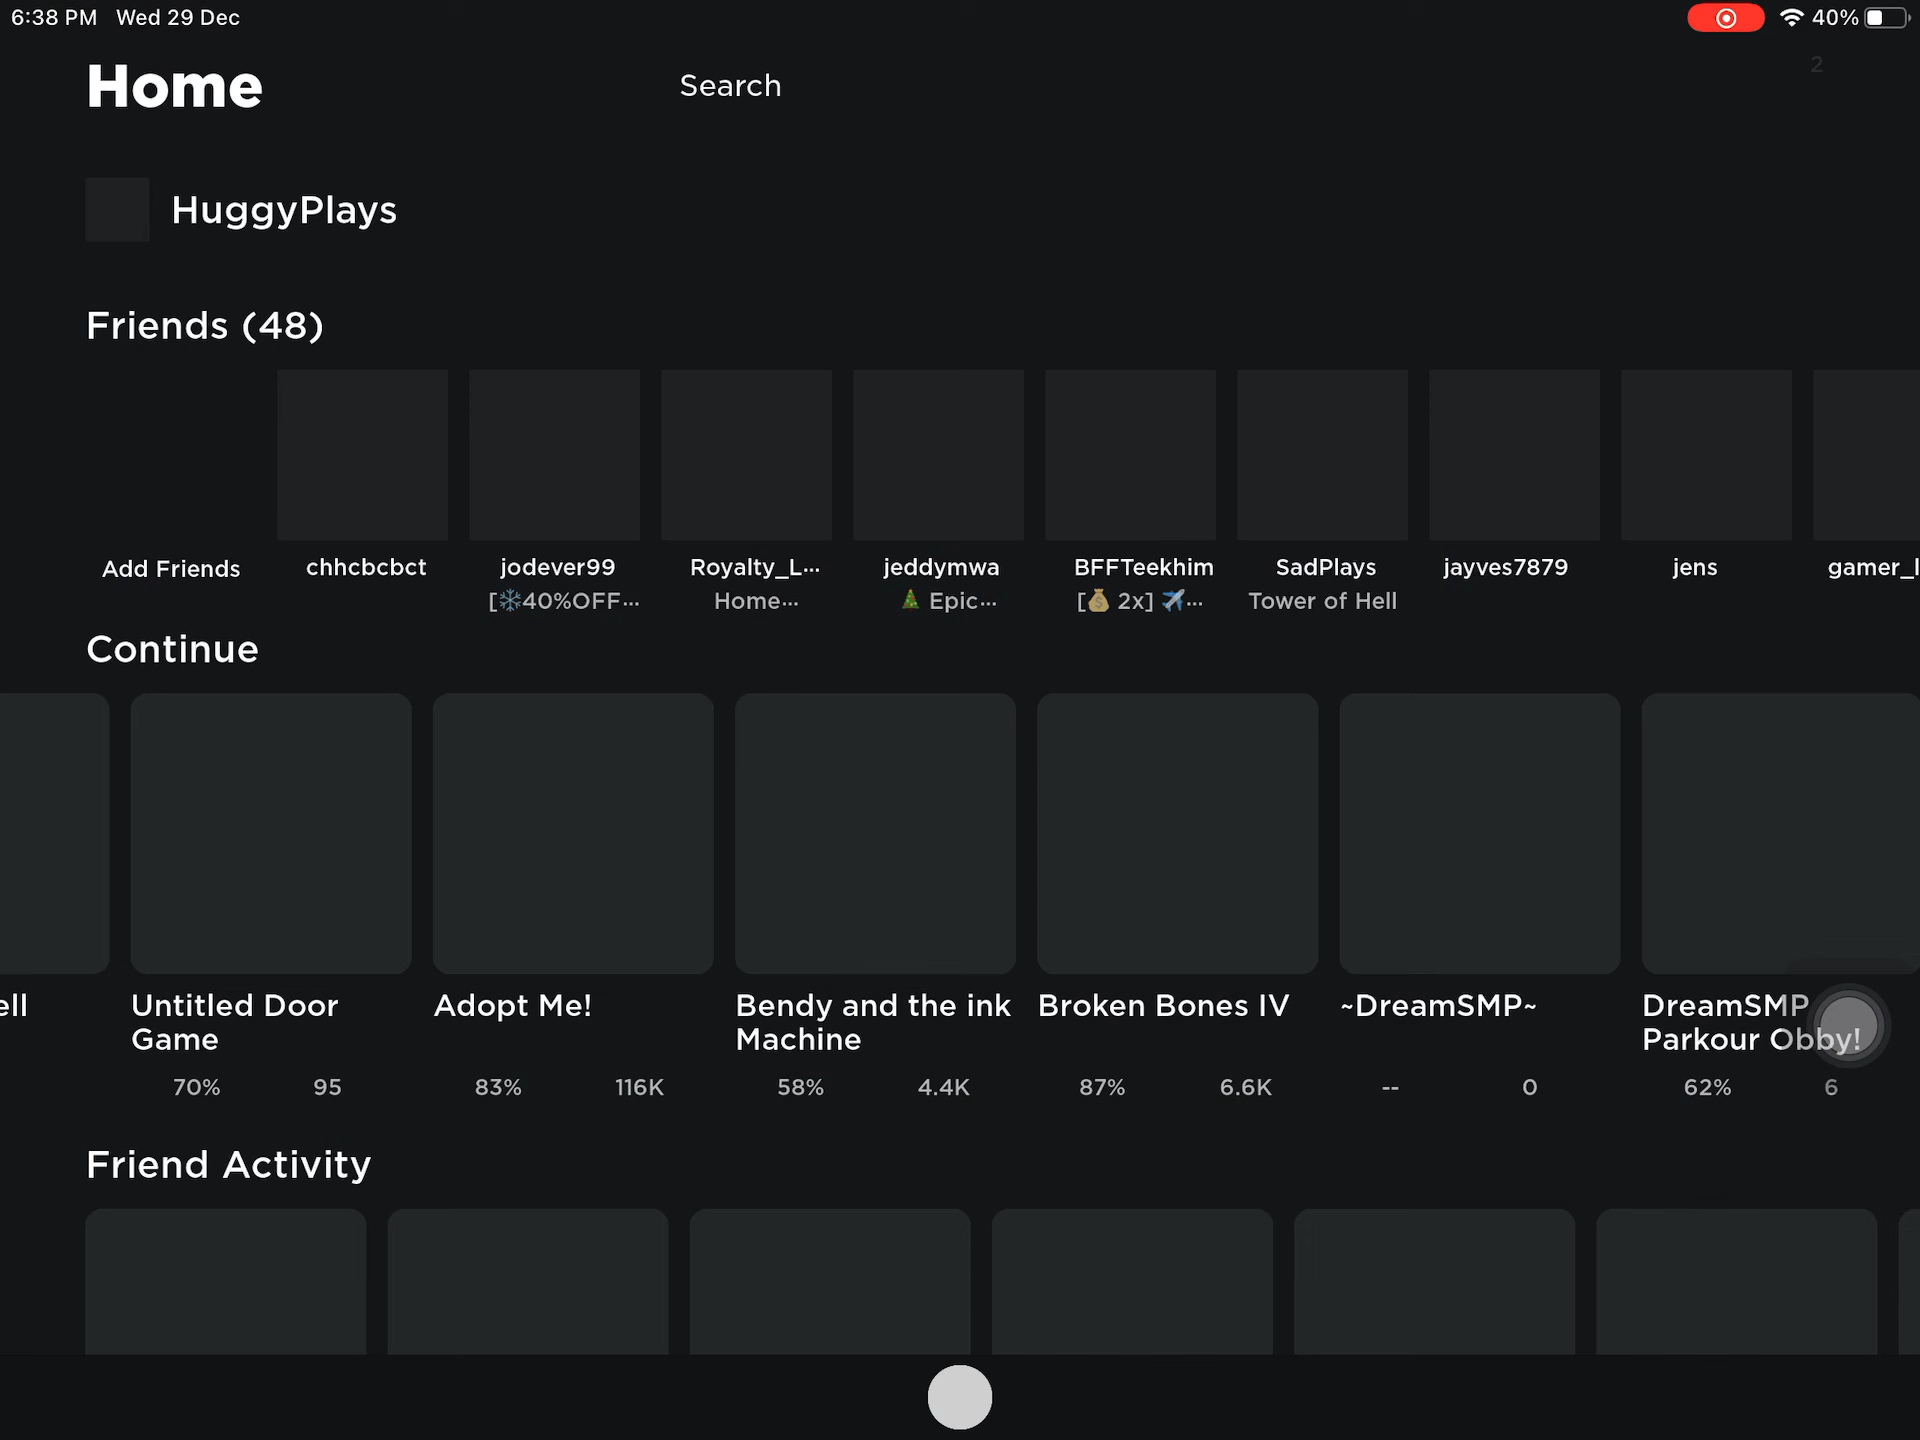 6:38 PM Wed 29 Dec 40%
2
Home Search
HuggyPlays
Friends (48)
Add Friends chhcbcbct jodever99 Royalty_L... jeddymwa BFFTeekhim SadPlays jayves7879 jens gamer_l
[❄️40%OFF... Home... 🎄 Epic... [💰 2x] ✈️... Tower of Hell
Continue
ell Untitled Door Adopt Me! Bendy and the ink Broken Bones IV ~DreamSMP~ DreamSMP
Game Machine Parkour Obby!
70% 95 83% 116K 58% 4.4K 87% 6.6K -- 0 62% 6
Friend Activity